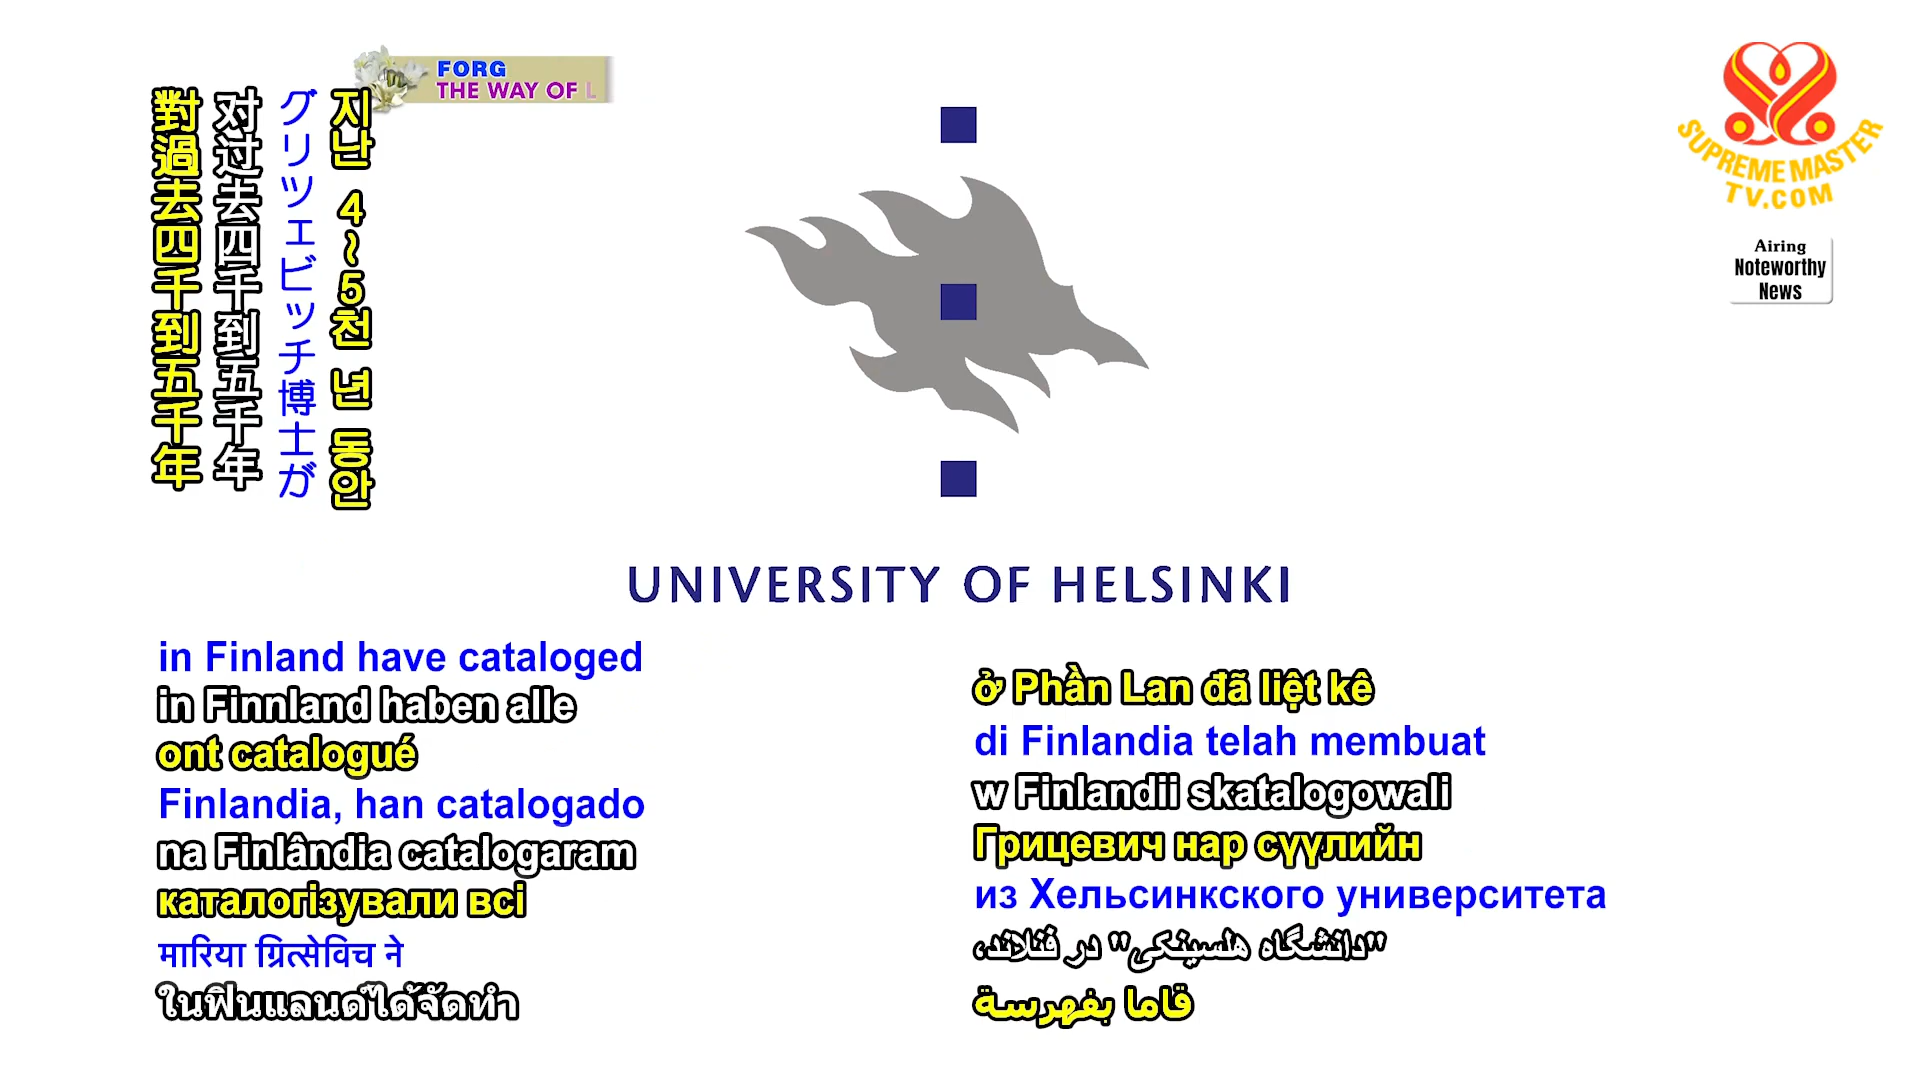 FORG
THE WAY OF L
對過去四千到五千年
对过去四千到五千年
グリツェビッチ博士が
지난 4~5천 년 동안
SUPREME MASTER
TV.COM
Airing
Noteworthy
News
UNIVERSITY OF HELSINKI
in Finland have cataloged
in Finnland haben alle
ont catalogué
Finlandia, han catalogado
na Finlândia catalogaram
каталогізували всі
मारिया ग्रित्सेविच ने
ในฟินแลนด์ได้จัดทำ
ở Phần Lan đã liệt kê
di Finlandia telah membuat
w Finlandii skatalogowali
Грицевич нар сүүлийн
из Хельсинкского университета
"دانشگاه هلسینکی" در فنلاند،
قاما بفهرسة